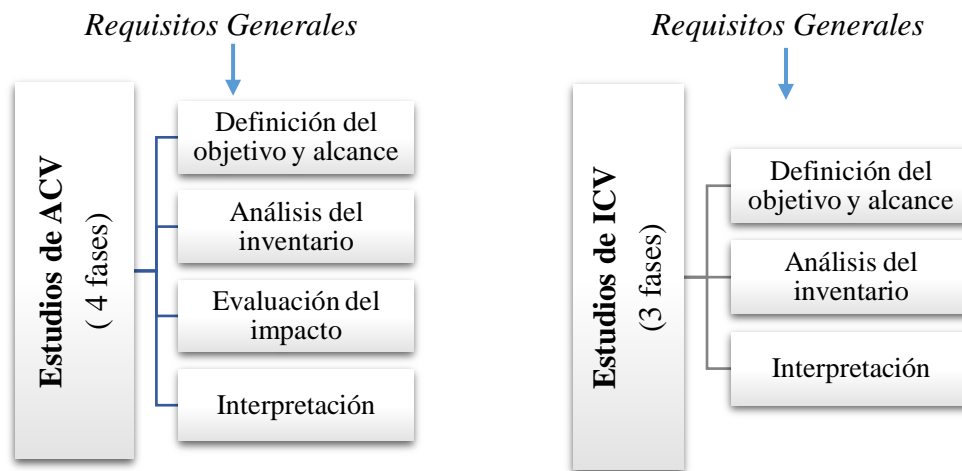 Requisitos Generales
Estudios de ACV
( 4 fases)
Definición del
objetivo y alcance
Análisis del
inventario
Evaluación del
impacto
Interpretación
Requisitos Generales
Estudios de ICV
(3 fases)
Definición del
objetivo y alcance
Análisis del
inventario
Interpretación